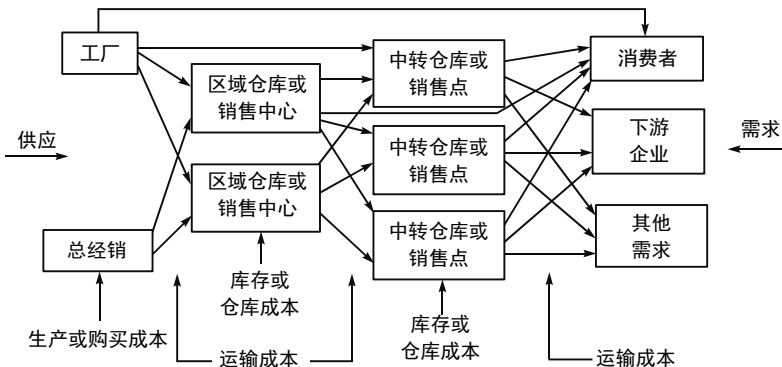 工厂
区域仓库或
销售中心
中转仓库或
销售点
消费者
供应
区域仓库或
销售中心
中转仓库或
销售点
下游
企业
需求
总经销
中转仓库或
销售点
其他
需求
生产或购买成本
库存或
仓库成本
运输成本
库存或
仓库成本
运输成本